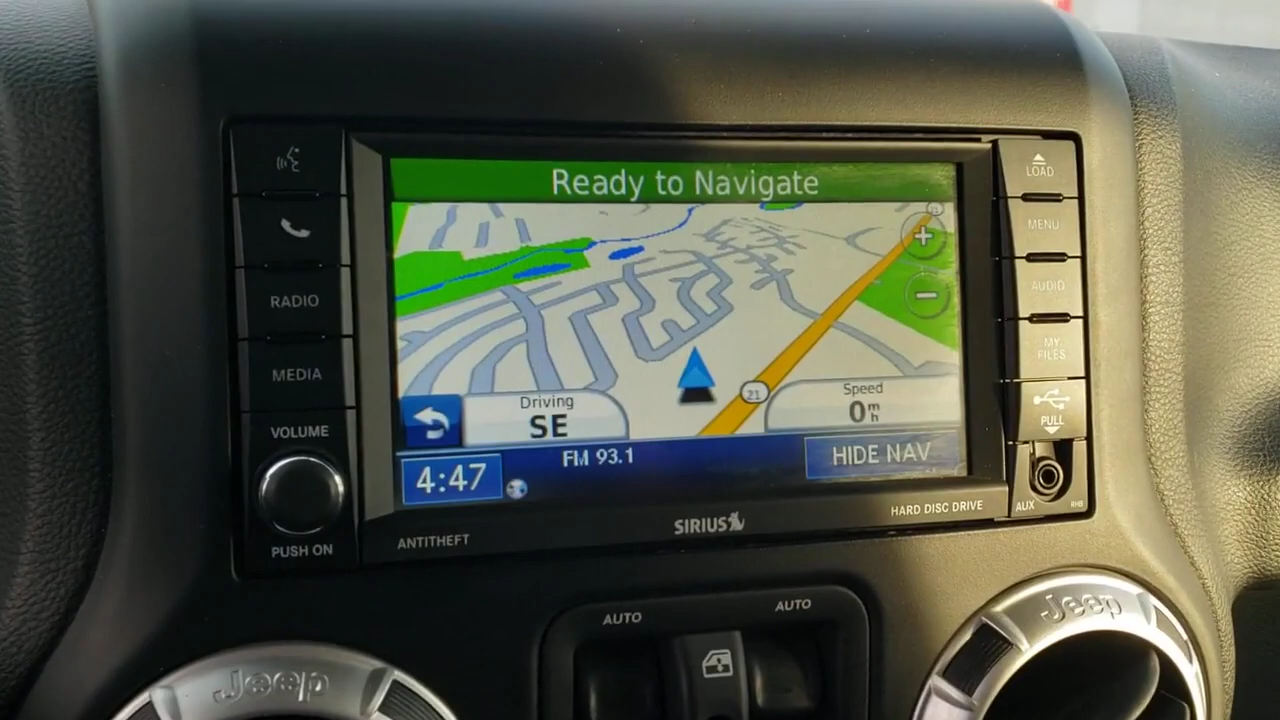 Ready to Navigate
LOAD
MENU
RADIO
AUDIO
MEDIA
MY
FILES
21
Driving
SE
Speed
0 m
h
PULL
VOLUME
FM 93.1
HIDE NAV
4:47
PUSH ON
ANTITHEFT
SIRIUS
HARD DISC DRIVE
AUX
RHB
AUTO
AUTO
Jeep
Jeep